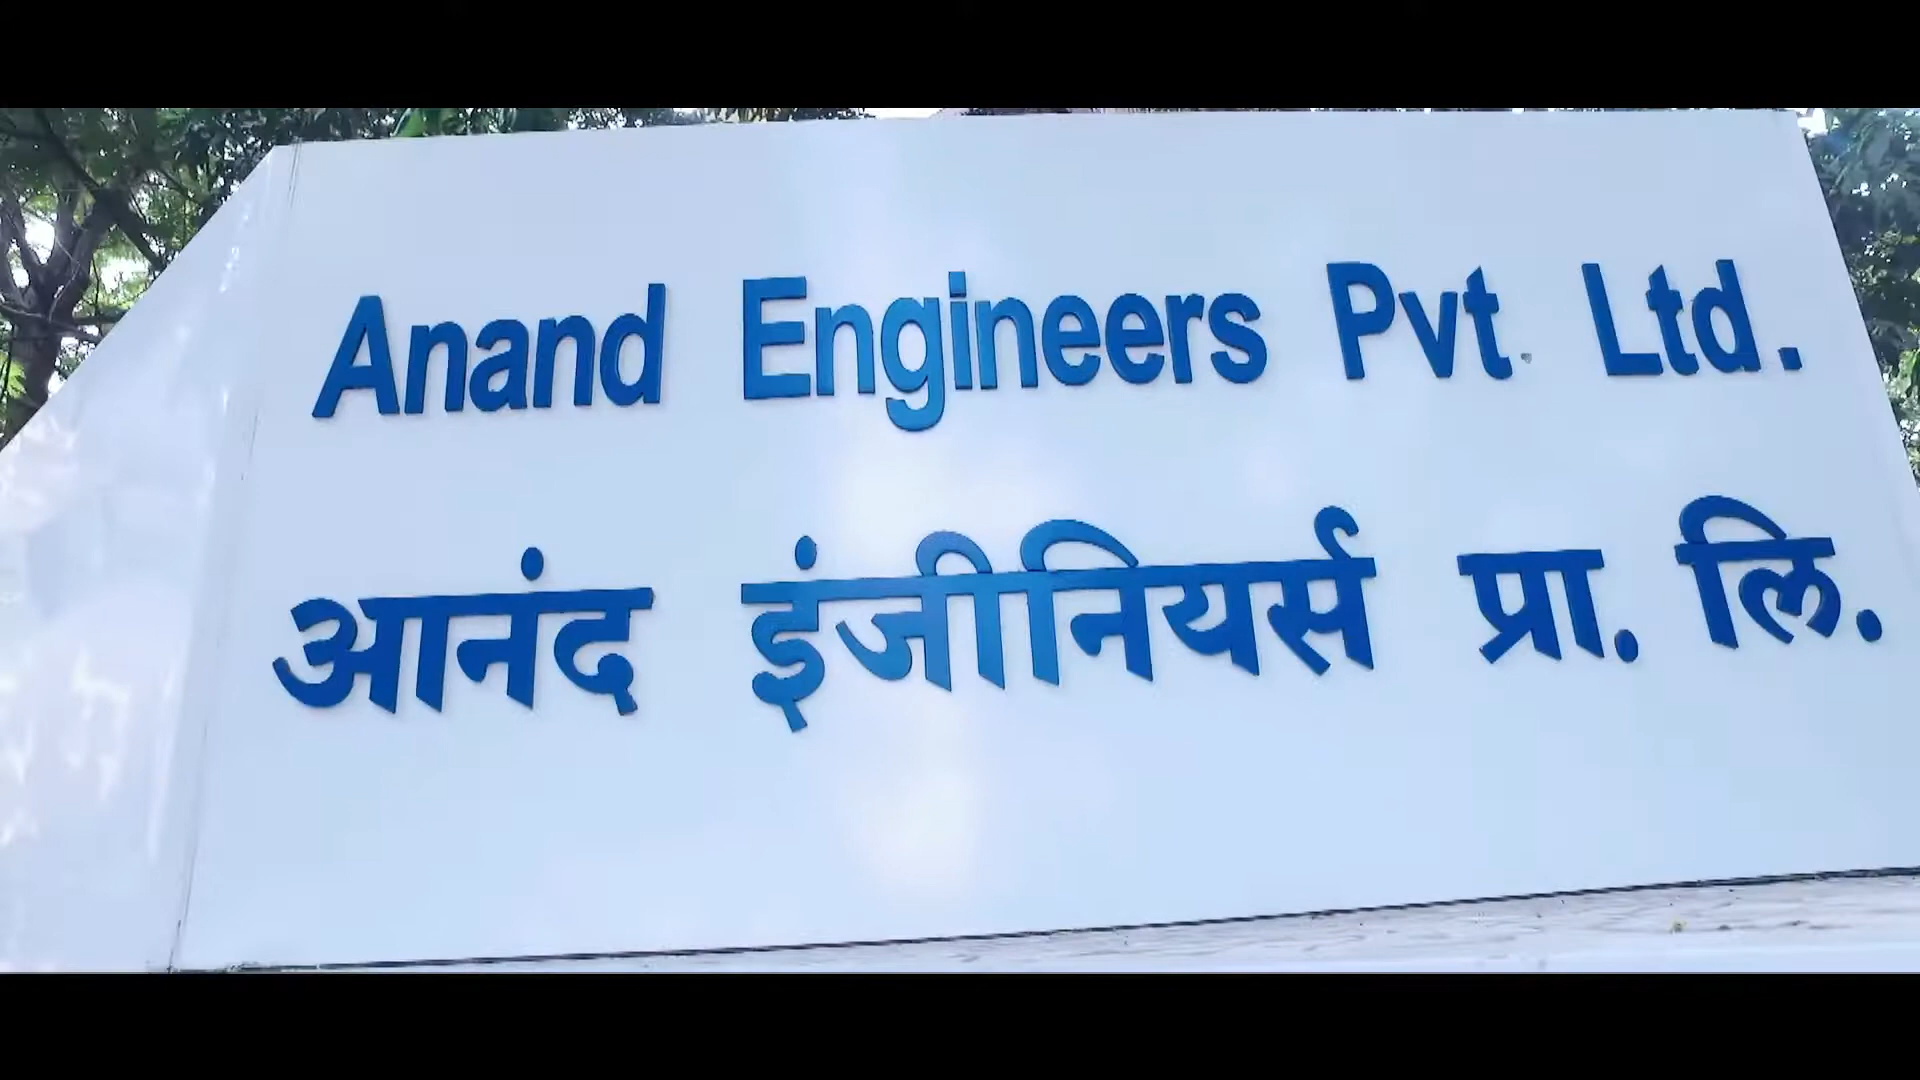 Anand Engineers Pvt Ltd.
आनंद इंजीनियर्स प्रा. लि.